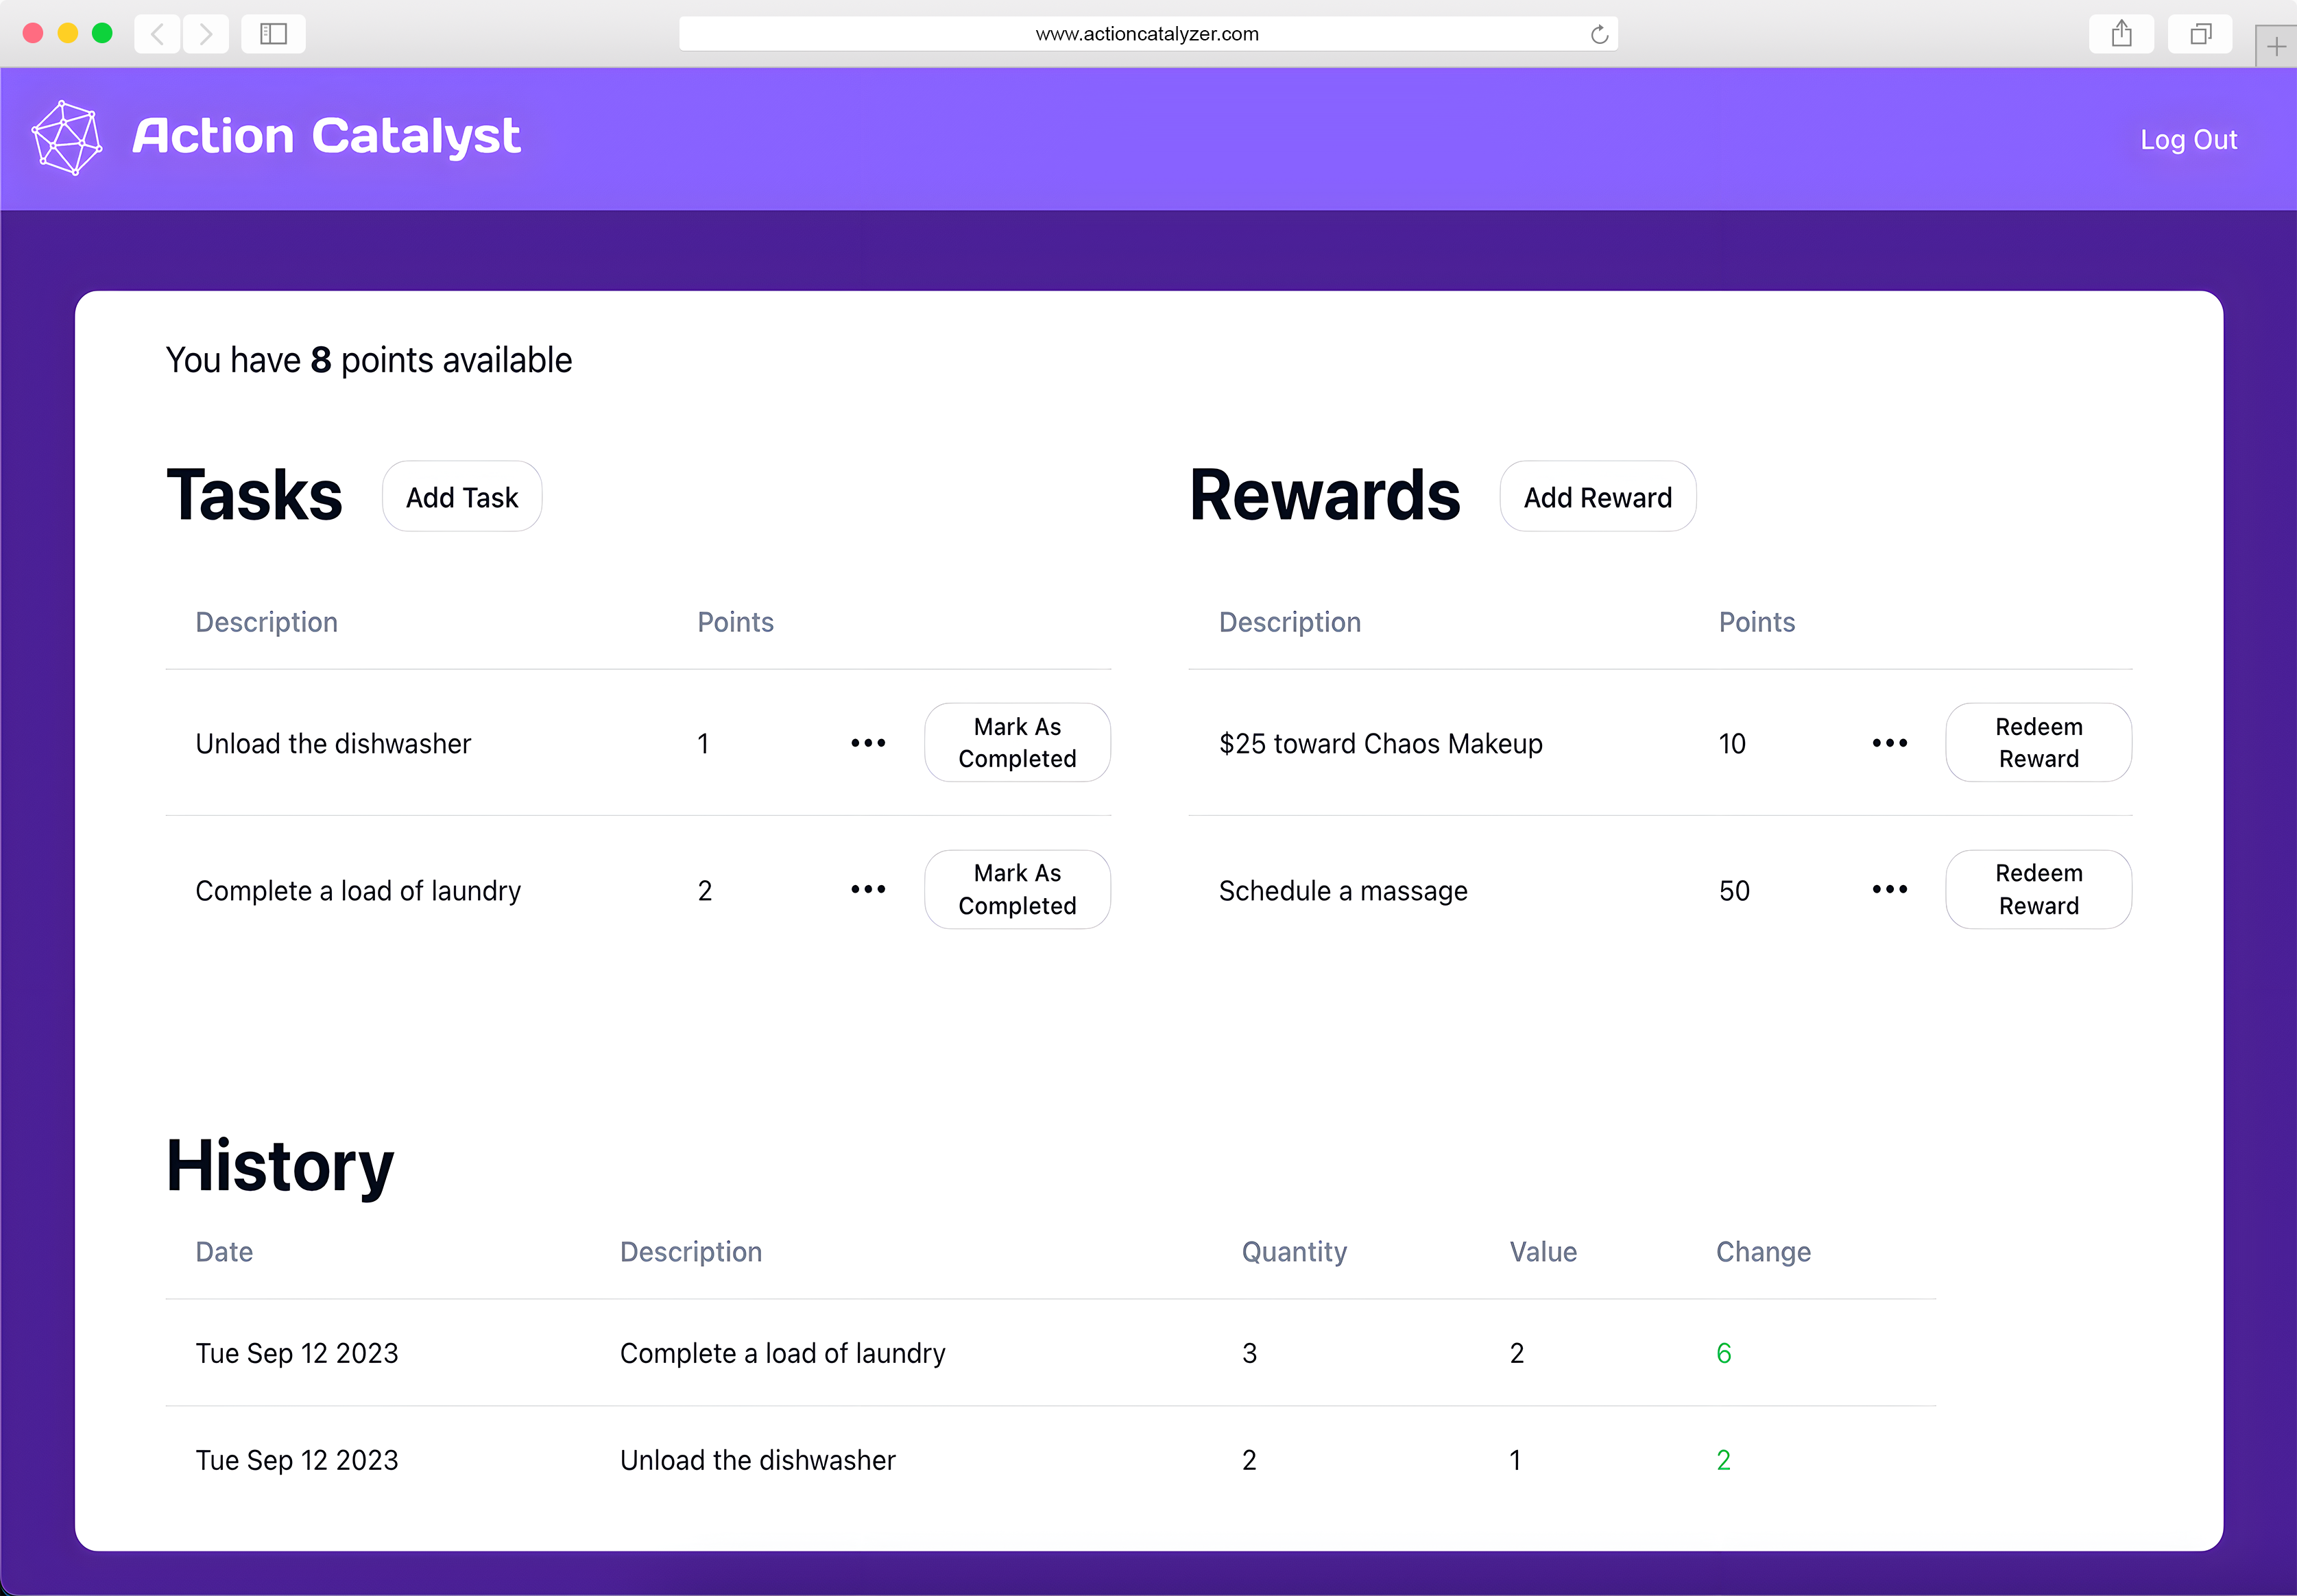 www.actioncatalyzer.com
Action Catalyst
Log Out
You have 8 points available
Tasks
Add Task
Description Points
Unload the dishwasher 1 Mark As Completed
Complete a load of laundry 2 Mark As Completed
Rewards
Add Reward
Description Points
$25 toward Chaos Makeup 10 Redeem Reward
Schedule a massage 50 Redeem Reward
History
Date Description Quantity Value Change
Tue Sep 12 2023 Complete a load of laundry 3 2 6
Tue Sep 12 2023 Unload the dishwasher 2 1 2